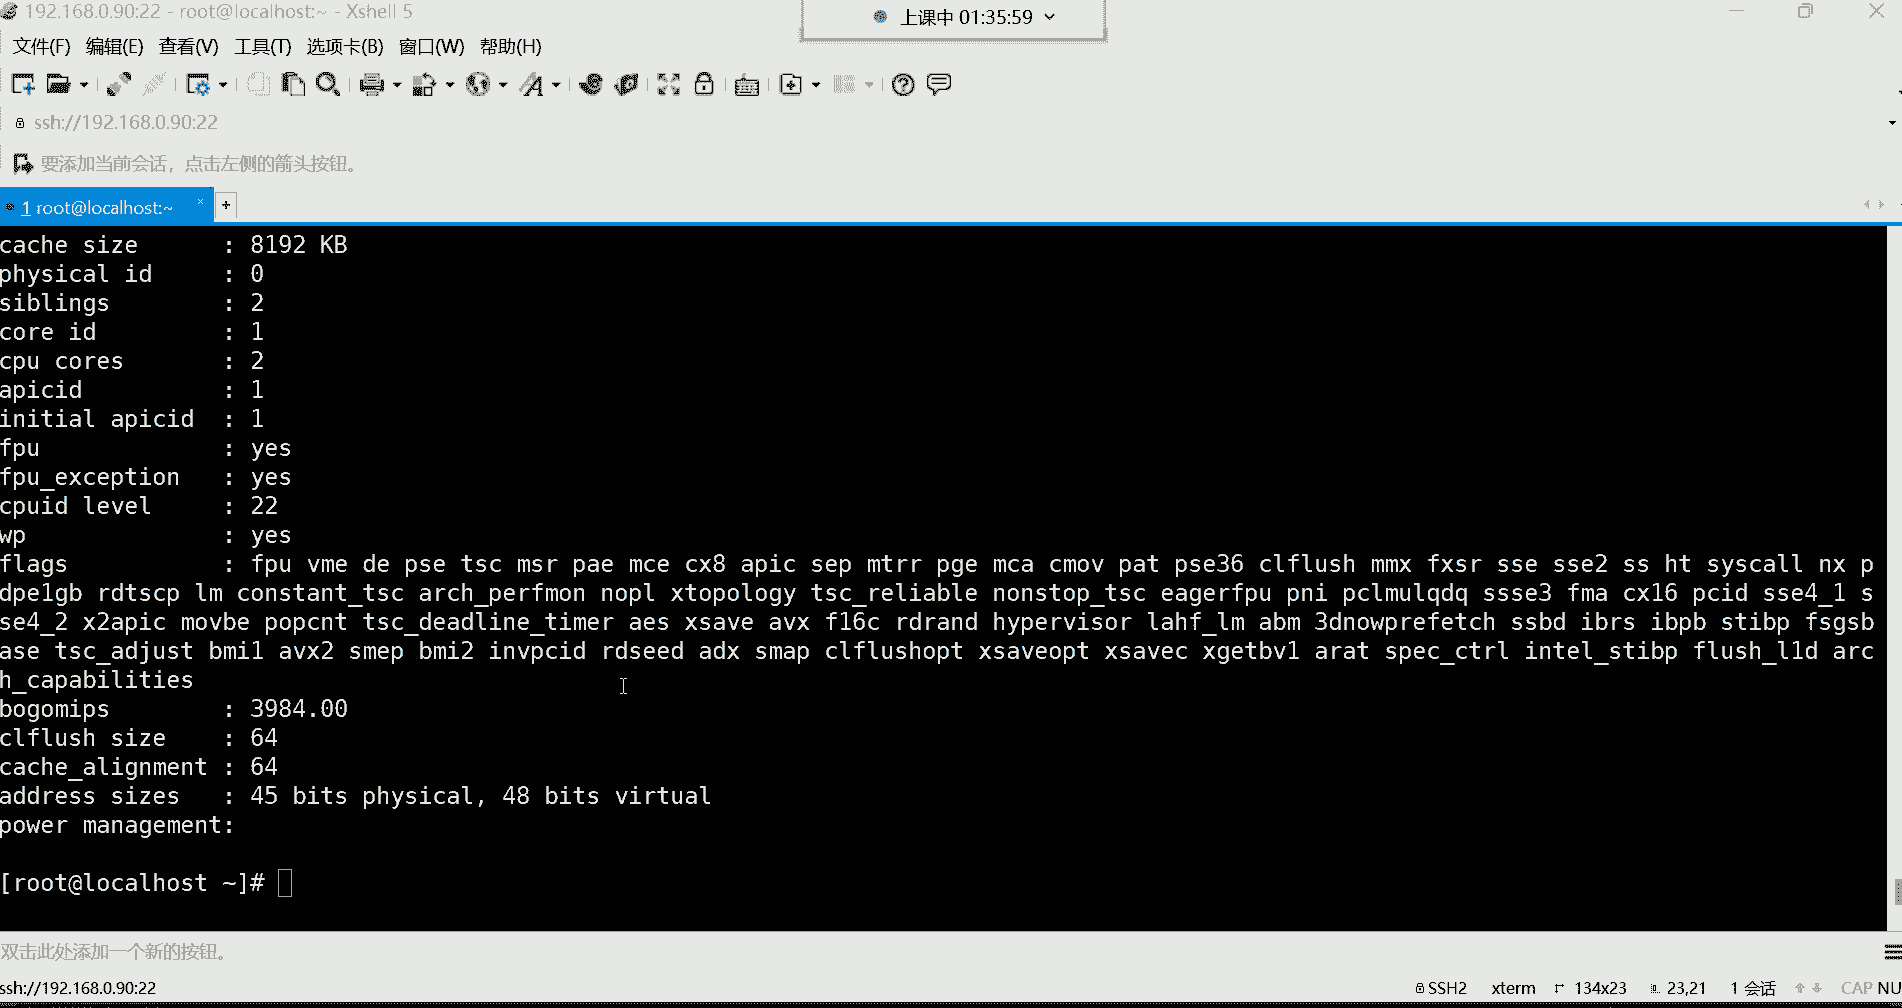 192.168.0.90:22 - root@localhost:~ - Xshell 5
上课中 01:35:59
文件(F) 编辑(E) 查看(V) 工具(T) 选项卡(B) 窗口(W) 帮助(H)
ssh://192.168.0.90:22
要添加当前会话，点击左侧的箭头按钮。
1 root@localhost:~ × +
cache size : 8192 KB
physical id : 0
siblings : 2
core id : 1
cpu cores : 2
apicid : 1
initial apicid : 1
fpu : yes
fpu_exception : yes
cpuid level : 22
wp : yes
flags : fpu vme de pse tsc msr pae mce cx8 apic sep mtrr pge mca cmov pat pse36 clflush mmx fxsr sse sse2 ss ht syscall nx p
dpe1gb rdtscp lm constant_tsc arch_perfmon nopl xtopology tsc_reliable nonstop_tsc eagerfpu pni pclmulqdq ssse3 fma cx16 pcid sse4_1 s
se4_2 x2apic movbe popcnt tsc_deadline_timer aes xsave avx f16c rdrand hypervisor lahf_lm abm 3dnowprefetch ssbd ibrs ibpb stibp fsgsb
ase tsc_adjust bmi1 avx2 smep bmi2 invpcid rdseed adx smap clflushopt xsaveopt xsavec xgetbv1 arat spec_ctrl intel_stibp flush_l1d arc
h_capabilities
bogomips : 3984.00
clflush size : 64
cache_alignment : 64
address sizes : 45 bits physical, 48 bits virtual
power management:
[root@localhost ~]#
双击此处添加一个新的按钮。
ssh://192.168.0.90:22 SSH2 xterm 134x23 23,21 1 会话 CAP NU